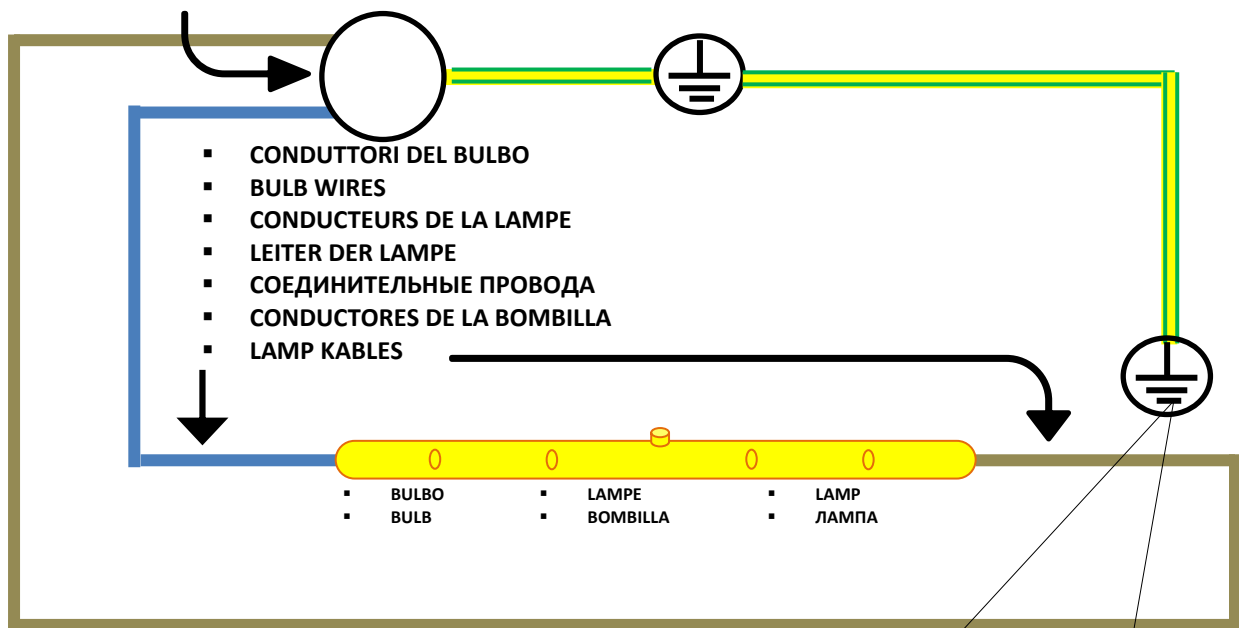 ▪ CONDUTTORI DEL BULBO
▪ BULB WIRES
▪ CONDUCTEURS DE LA LAMPE
▪ LEITER DER LAMPE
▪ СОЕДИНИТЕЛЬНЫЕ ПРОВОДА
▪ CONDUCTORES DE LA BOMBILLA
▪ LAMP KABLES
▪ BULBO
▪ BULB
▪ LAMPE
▪ BOMBILLA
▪ LAMP
▪ ЛАМПА